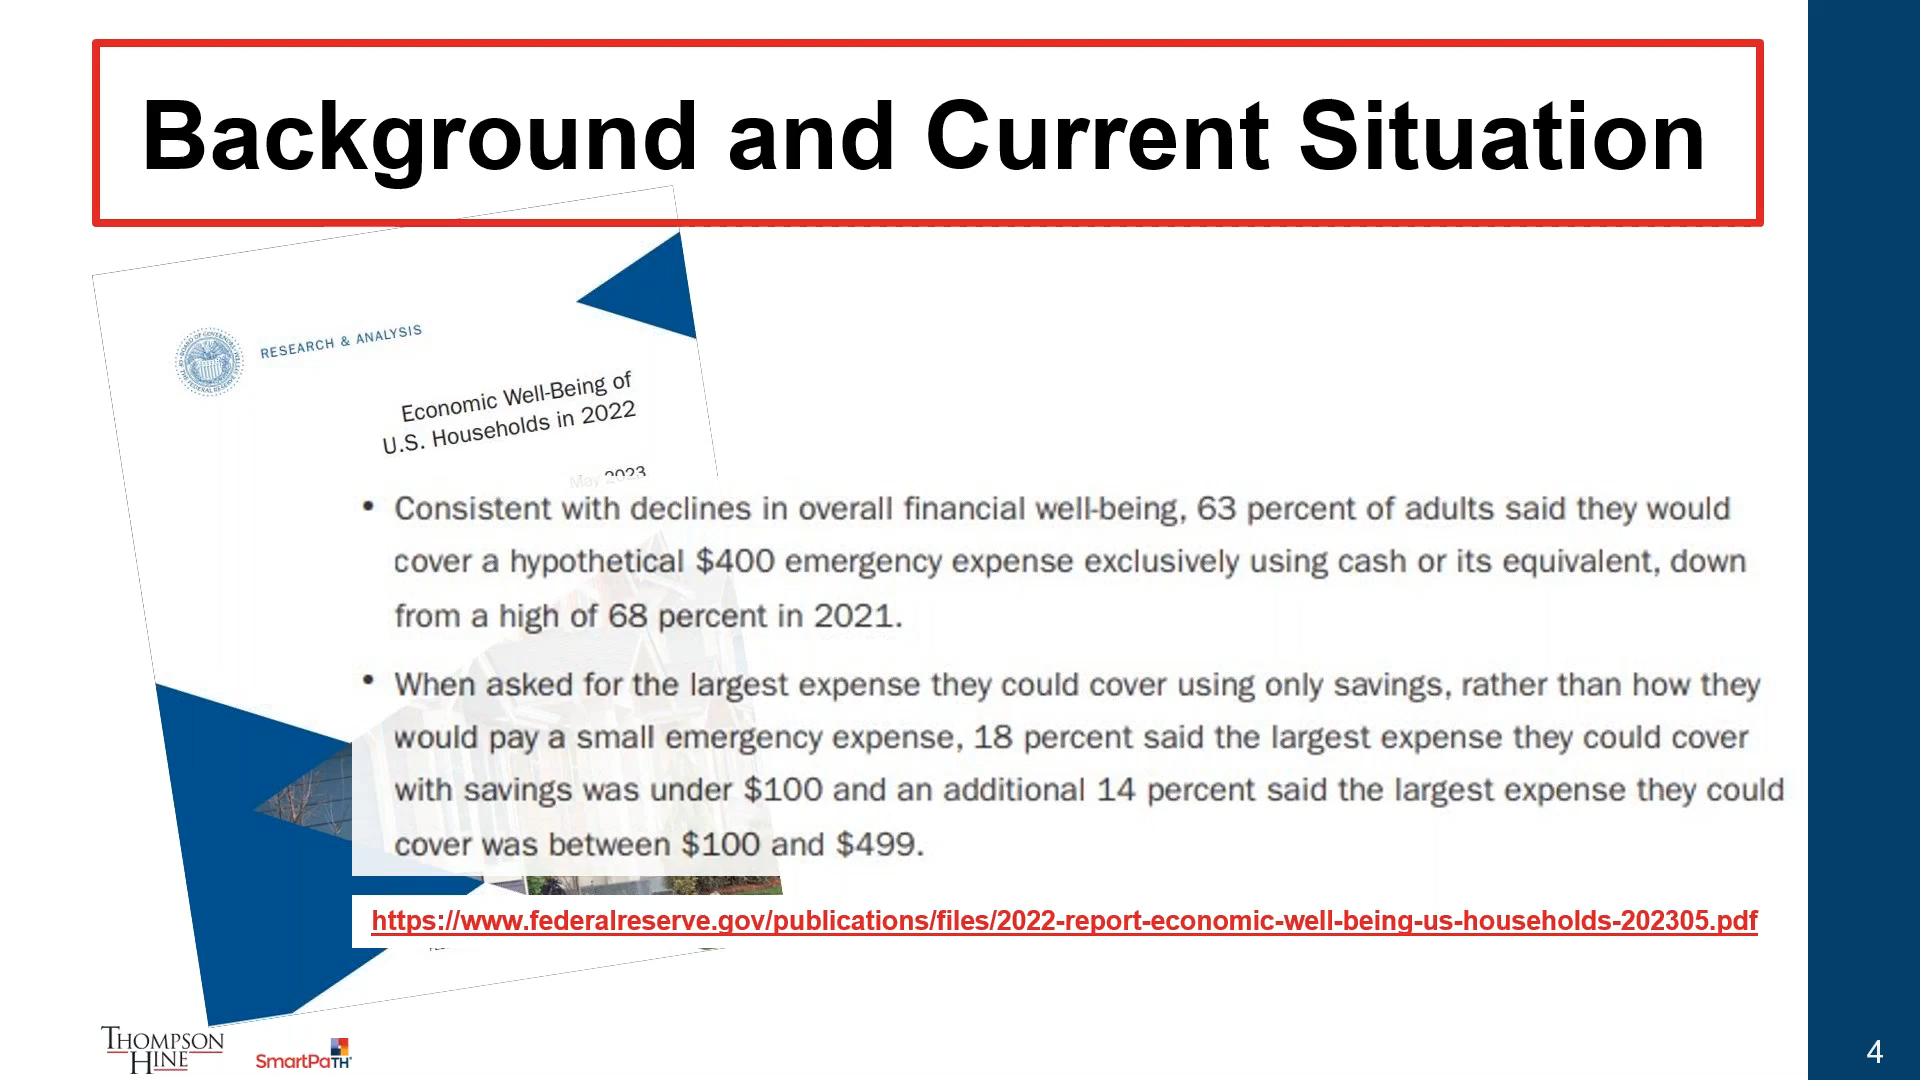 Background and Current Situation
RESEARCH & ANALYSIS
Economic Well-Being of
U.S. Households in 2022
May 2023
• Consistent with declines in overall financial well-being, 63 percent of adults said they would
cover a hypothetical $400 emergency expense exclusively using cash or its equivalent, down
from a high of 68 percent in 2021.
• When asked for the largest expense they could cover using only savings, rather than how they
would pay a small emergency expense, 18 percent said the largest expense they could cover
with savings was under $100 and an additional 14 percent said the largest expense they could
cover was between $100 and $499.
https://www.federalreserve.gov/publications/files/2022-report-economic-well-being-us-households-202305.pdf
THOMPSON
HINE
SmartPaTH
4